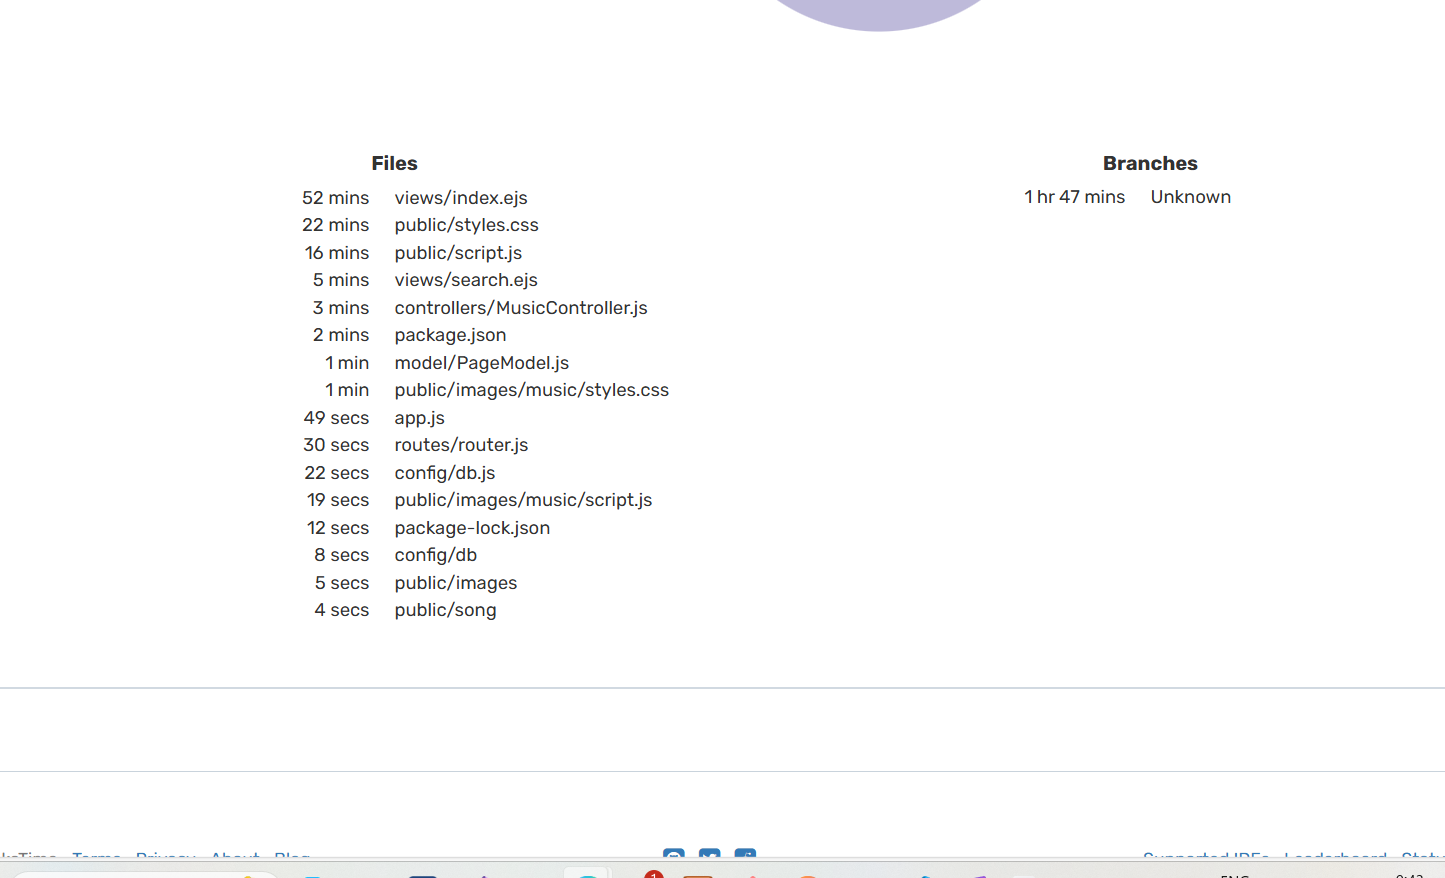 Files
52 mins views/index.ejs
22 mins public/styles.css
16 mins public/script.js
5 mins views/search.ejs
3 mins controllers/MusicController.js
2 mins package.json
1 min model/PageModel.js
1 min public/images/music/styles.css
49 secs app.js
30 secs routes/router.js
22 secs config/db.js
19 secs public/images/music/script.js
12 secs package-lock.json
8 secs config/db
5 secs public/images
4 secs public/song
Branches
1 hr 47 mins Unknown
Terms Privacy About Blog
Supported IDEs Leaderboard
1